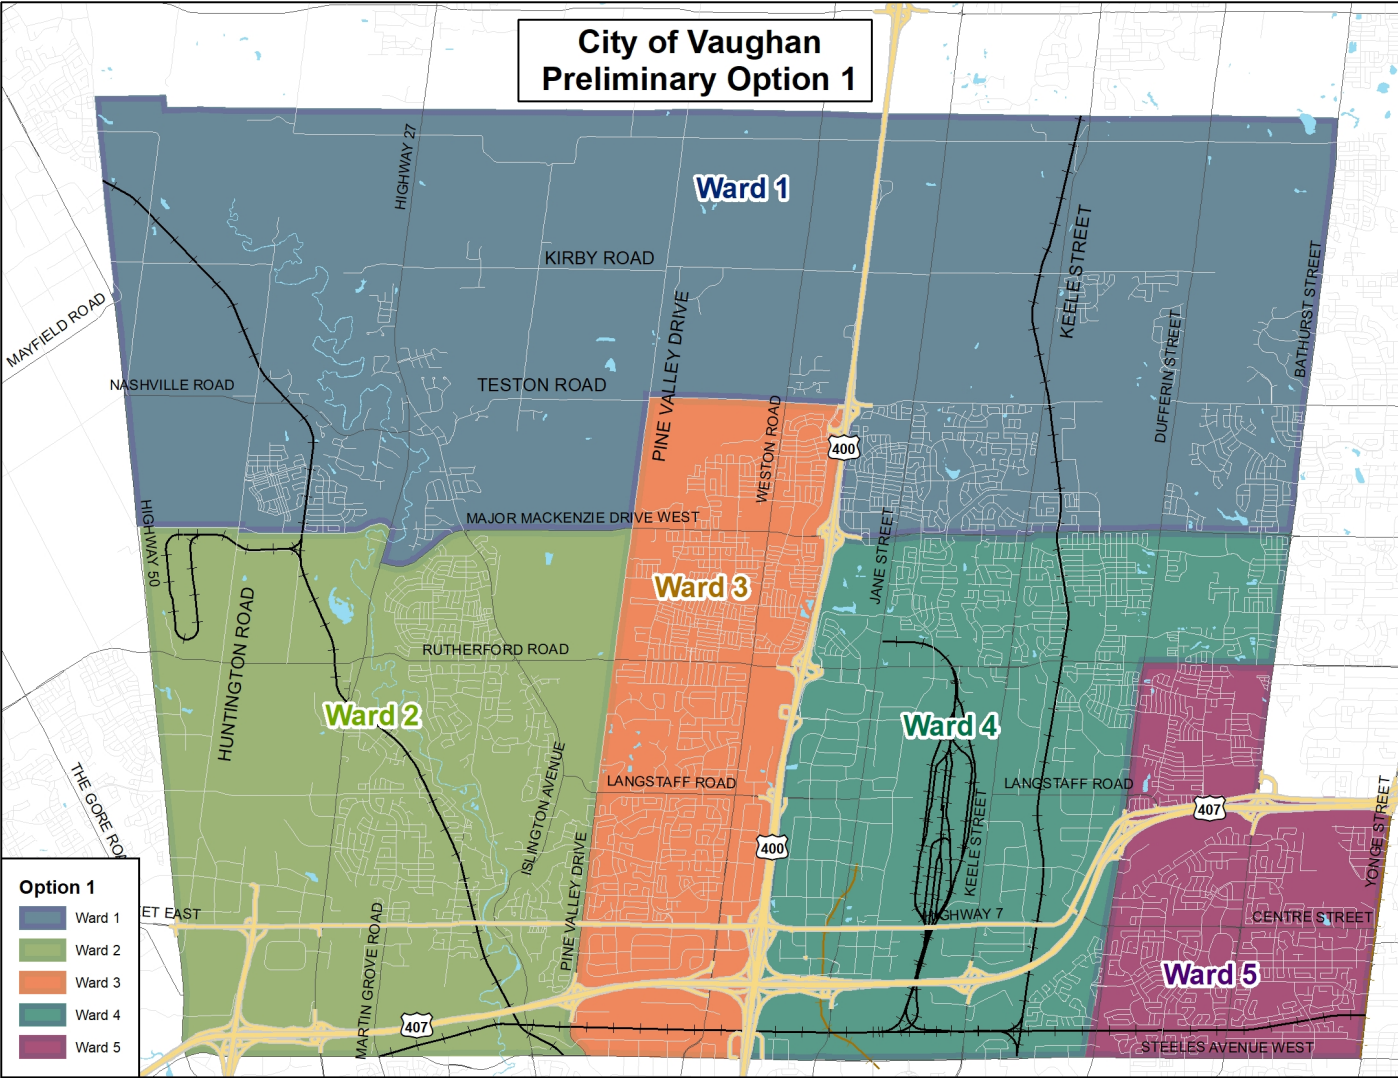 City of Vaughan
Preliminary Option 1
HIGHWAY 27
Ward 1
KIRBY ROAD
KEELE STREET
BATHURST STREET
MAYFIELD ROAD
PINE VALLEY DRIVE
DUFFERIN STREET
NASHVILLE ROAD
TESTON ROAD
WESTON ROAD
400
HIGHWAY 50
MAJOR MACKENZIE DRIVE WEST
JANE STREET
Ward 3
HUNTINGTON ROAD
RUTHERFORD ROAD
Ward 2
Ward 4
THE GORE ROA
ISLINGTON AVENUE
LANGSTAFF ROAD
LANGSTAFF ROAD
407
YONGE STREET
400
KEELE STREET
PINE VALLEY DRIVE
Option 1
Ward 1
Ward 2
Ward 3
Ward 4
Ward 5
ET EAST
MARTIN GROVE ROAD
GHWAY 7
CENTRE STREET
Ward 5
407
STEELES AVENUE WEST